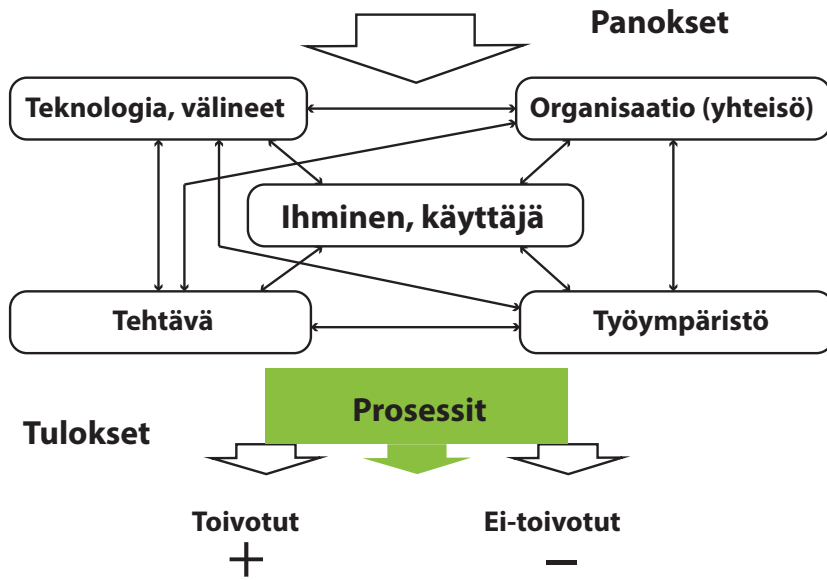 Panokset
Teknologia, välineet
Organisaatio (yhteisö)
Ihminen, käyttäjä
Tehtävä
Työympäristö
Prosessit
Tulokset
Toivotut
Ei-toivotut
+
–